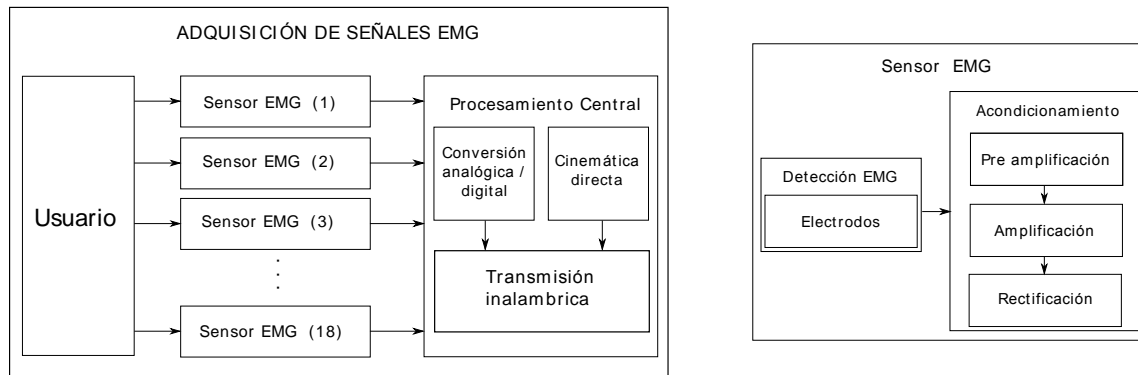 ADQUISICIÓN DE SEÑALES EMG
Usuario
Sensor EMG (1)
Sensor EMG (2)
Sensor EMG (3)
Sensor EMG (18)
Procesamiento Central
Conversión
analógica /
digital
Cinemática
directa
Transmisión
inalambrica
Sensor EMG
Detección EMG
Electrodos
Acondicionamiento
Pre amplificación
Amplificación
Rectificación